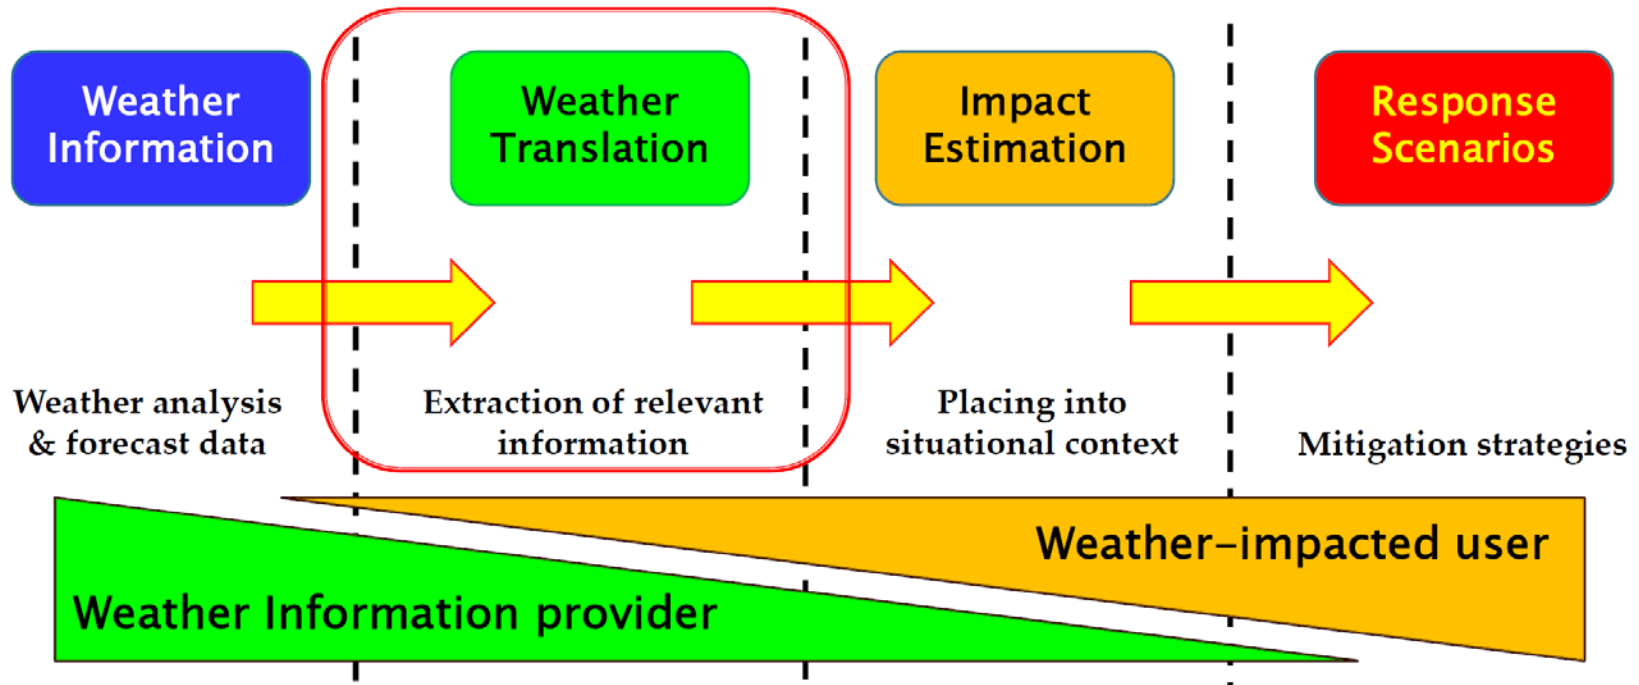 Weather
Information
Weather
Translation
Impact
Estimation
Response
Scenarios
Weather analysis
& forecast data
Extraction of relevant
information
Placing into
situational context
Mitigation strategies
Weather-impacted user
Weather Information provider